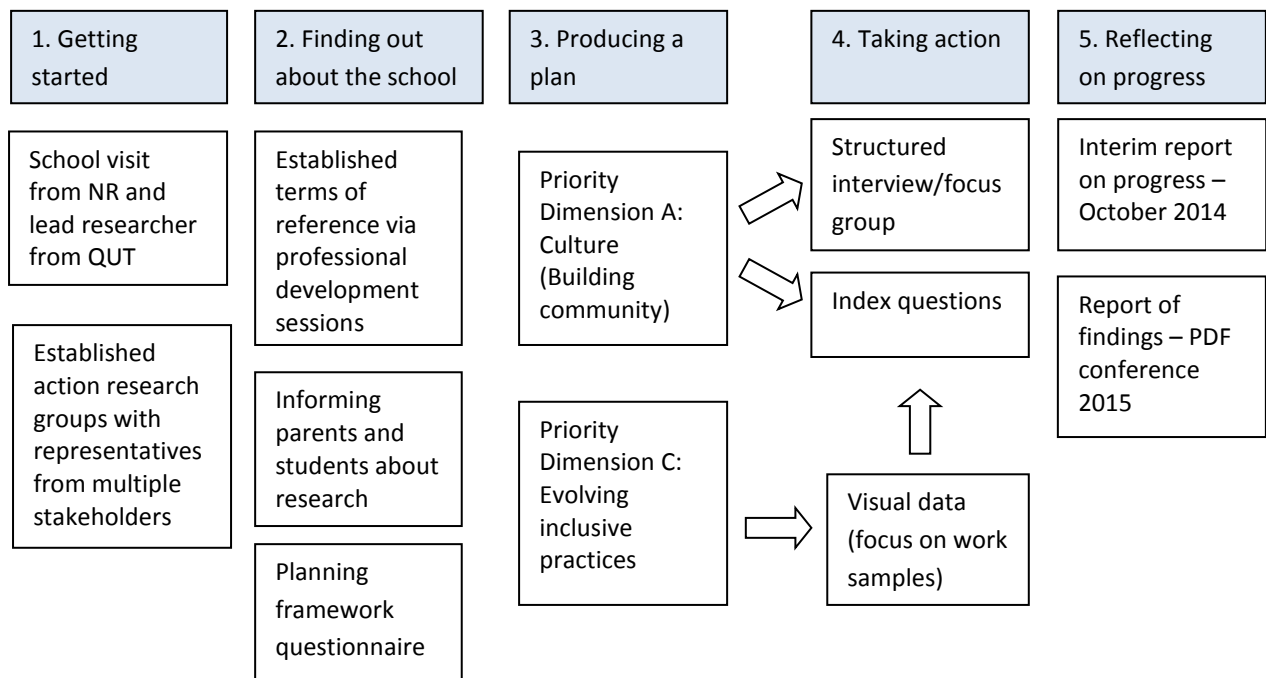 1. Getting
started
2. Finding out
about the school
3. Producing a
plan
4. Taking action
5. Reflecting
on progress
School visit
from NR and
lead researcher
from QUT
Established
action research
groups with
representatives
from multiple
stakeholders
Established
terms of
reference via
professional
development
sessions
Informing
parents and
students about
research
Planning
framework
questionnaire
Priority
Dimension A:
Culture
(Building
community)
Priority
Dimension C:
Evolving
inclusive
practices
Structured
interview/focus
group
Index questions
Visual data
(focus on work
samples)
Interim report
on progress –
October 2014
Report of
findings – PDF
conference
2015